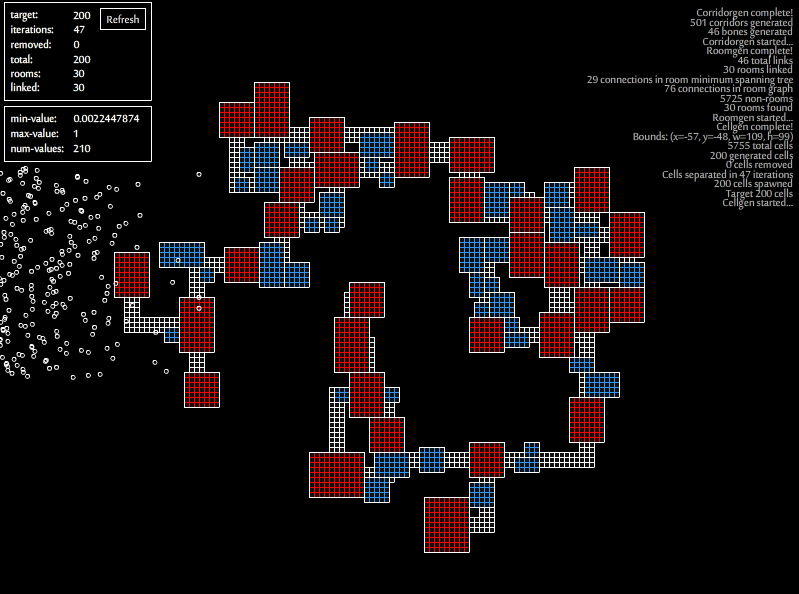 target: 200
Refresh
iterations: 47
removed: 0
total: 200
rooms: 30
linked: 30
min-value: 0.0022447874
max-value: 1
num-values: 210
Corridorgen complete!
501 corridors generated
46 bones generated
Corridorgen started...
Roomgen complete!
46 total links
30 rooms linked
29 connections in room minimum spanning tree
76 connections in room graph
5725 non-rooms
30 rooms found
Roomgen started...
Cellgen complete!
Bounds: (x=-57, y=-48, w=109, h=99)
5755 total cells
200 generated cells
0 cells removed
Cells separated in 47 iterations
200 cells spawned
Target 200 cells
Cellgen started...